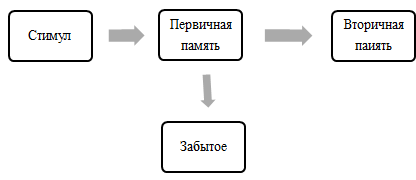 Стимул
Первичная
память
Вторичная
паиять
Забытое